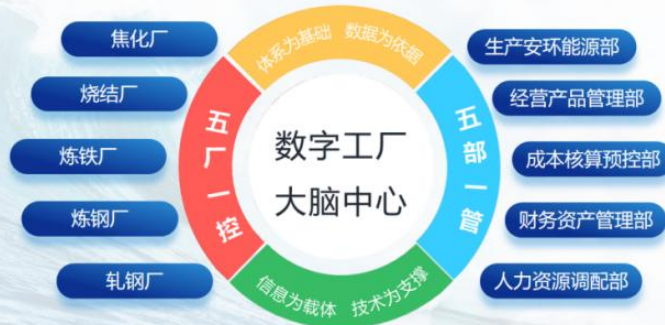 焦化厂
烧结厂
炼铁厂
炼钢厂
轧钢厂
五厂一控
体系为基础 数据为依据
数字工厂
大脑中心
信息为载体 技术为支撑
五部一管
生产安环能源部
经营产品管理部
成本核算预控部
财务资产管理部
人力资源调配部